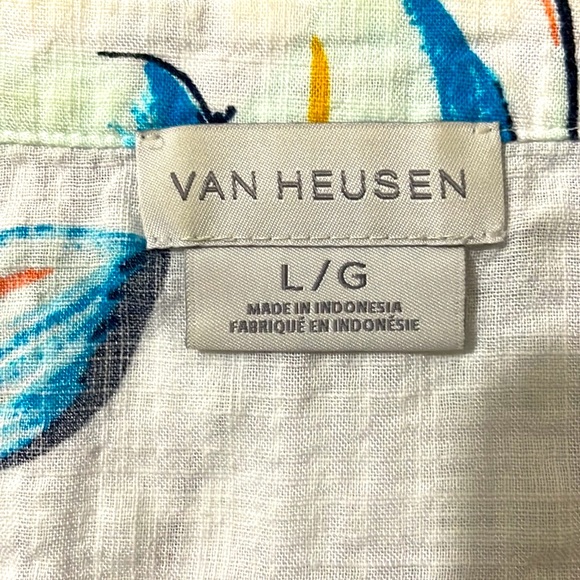 VAN HEUSEN
L/G
MADE IN INDONESIA
FABRIQUÉ EN INDONÉSIE